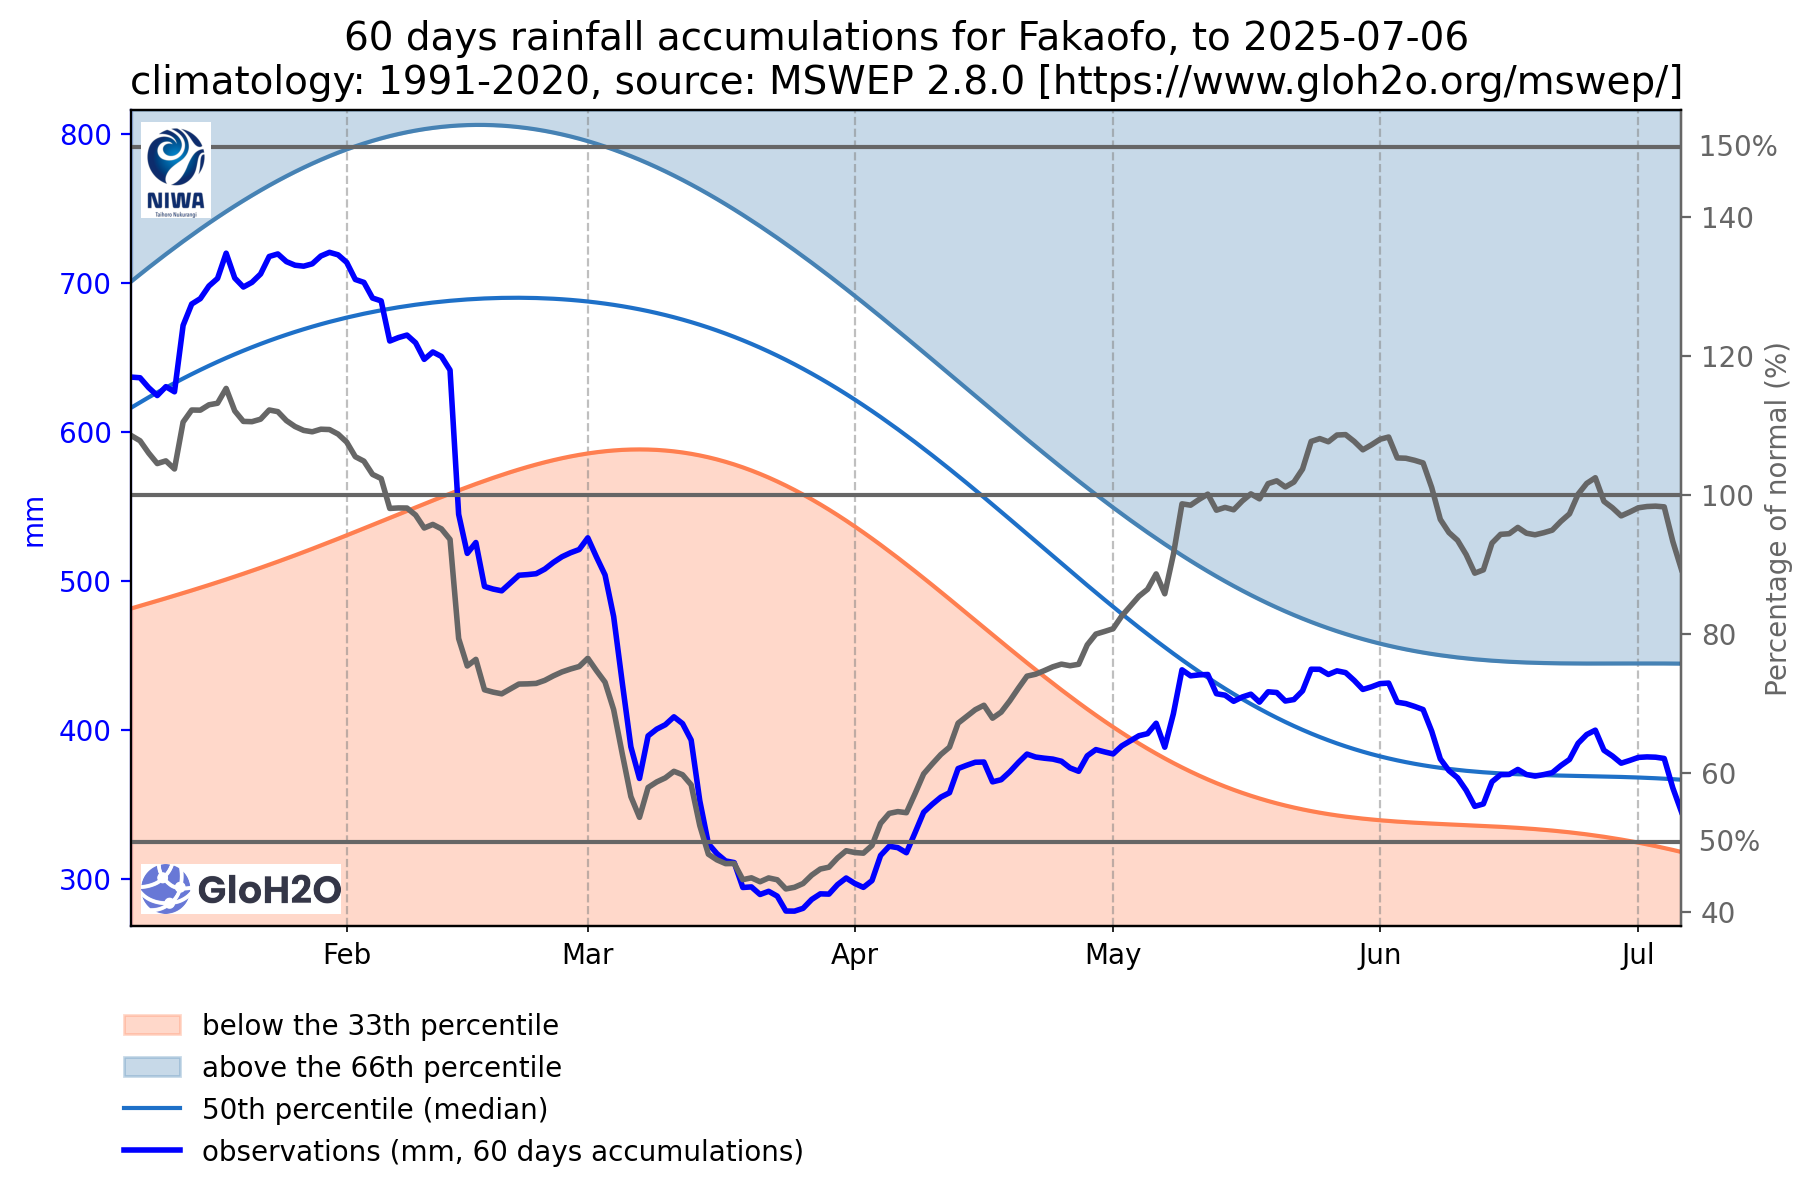 60 days rainfall accumulations for Fakaofo, to 2025-07-06
climatology: 1991-2020, source: MSWEP 2.8.0 [https://www.gloh2o.org/mswep/]
800
700
600
500
400
300
mm
NIWA
Taihoro Nukurangi
GloH2O
150%
140
120
100
80
60
50%
40
Percentage of normal (%)
Feb
Mar
Apr
May
Jun
Jul
below the 33th percentile
above the 66th percentile
50th percentile (median)
observations (mm, 60 days accumulations)